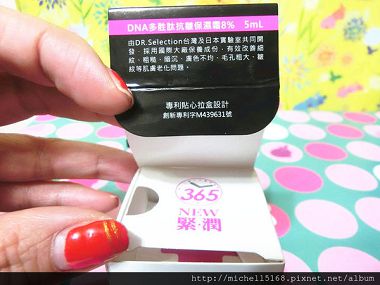 DNA多胜肽抗皺保濕霜8% 5mL
由DR.Selection台灣及日本實驗室共同開
發，採用國際大廠保養成份，有效改善細
紋、粗糙、暗沉、膚色不均、毛孔粗大、皺
紋等肌膚老化問題。
專利貼心拉盒設計
創新專利字M439631號
365
NEW
緊·潤
http://michell5168.pixnet.net/album